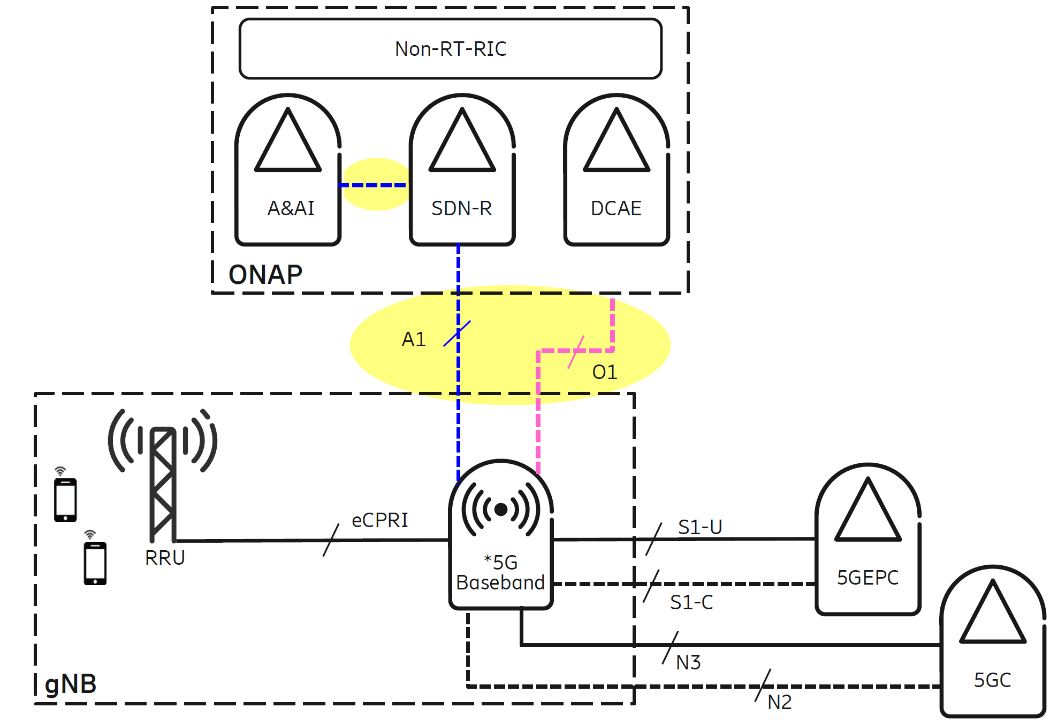 Non-RT-RIC
A&AI
SDN-R
DCAE
ONAP
A1
O1
eCPRI
RRU
*5G
Baseband
S1-U
S1-C
5GEPC
N3
N2
5GC
gNB